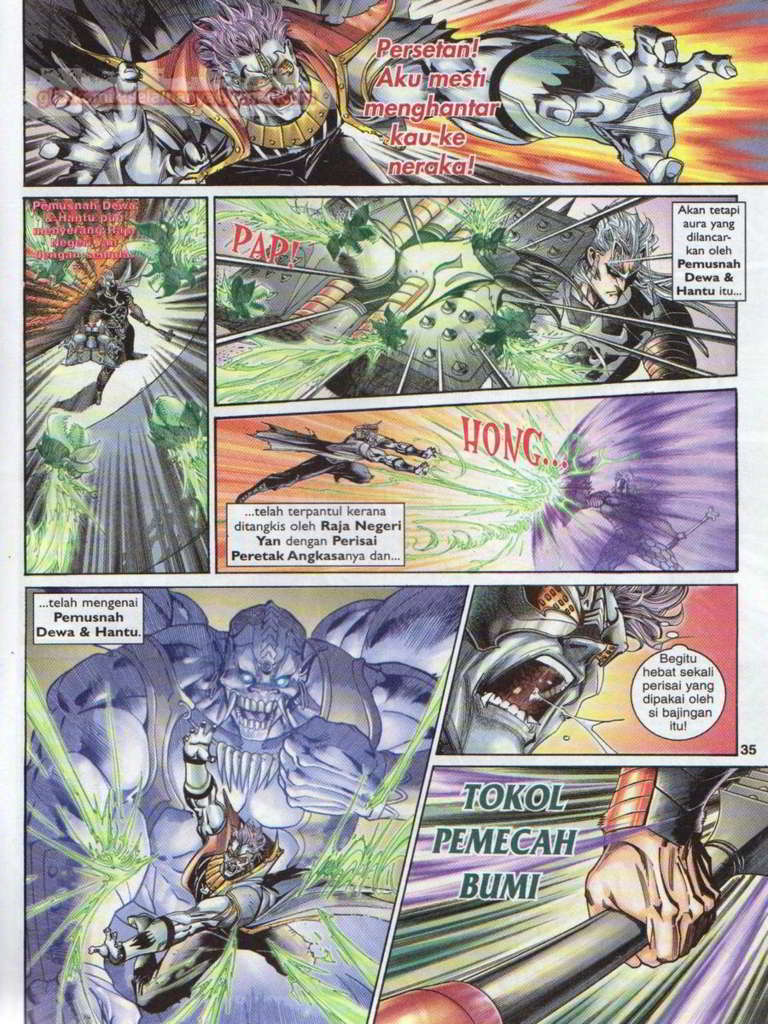 Persetan!
Aku mesti
menghantar
kau ke
neraka!
Pemusnah Dewa
& Hantu pun
menyerang Raja
Negeri Yan
dengan
PAP!
Akan tetapi
aura yang
dilancar-
kan oleh
Pemusnah
Dewa &
Hantu itu...
HONG...
...telah terpantul kerana
ditangkis oleh Raja Negeri
Yan dengan Perisai
Peretak Angkasanya dan...
...telah mengenai
Pemusnah
Dewa & Hantu.
Begitu
hebat sekali
perisai yang
dipakai oleh
si bajingan
itu!
35
TOKOL
PEMECAH
BUMI